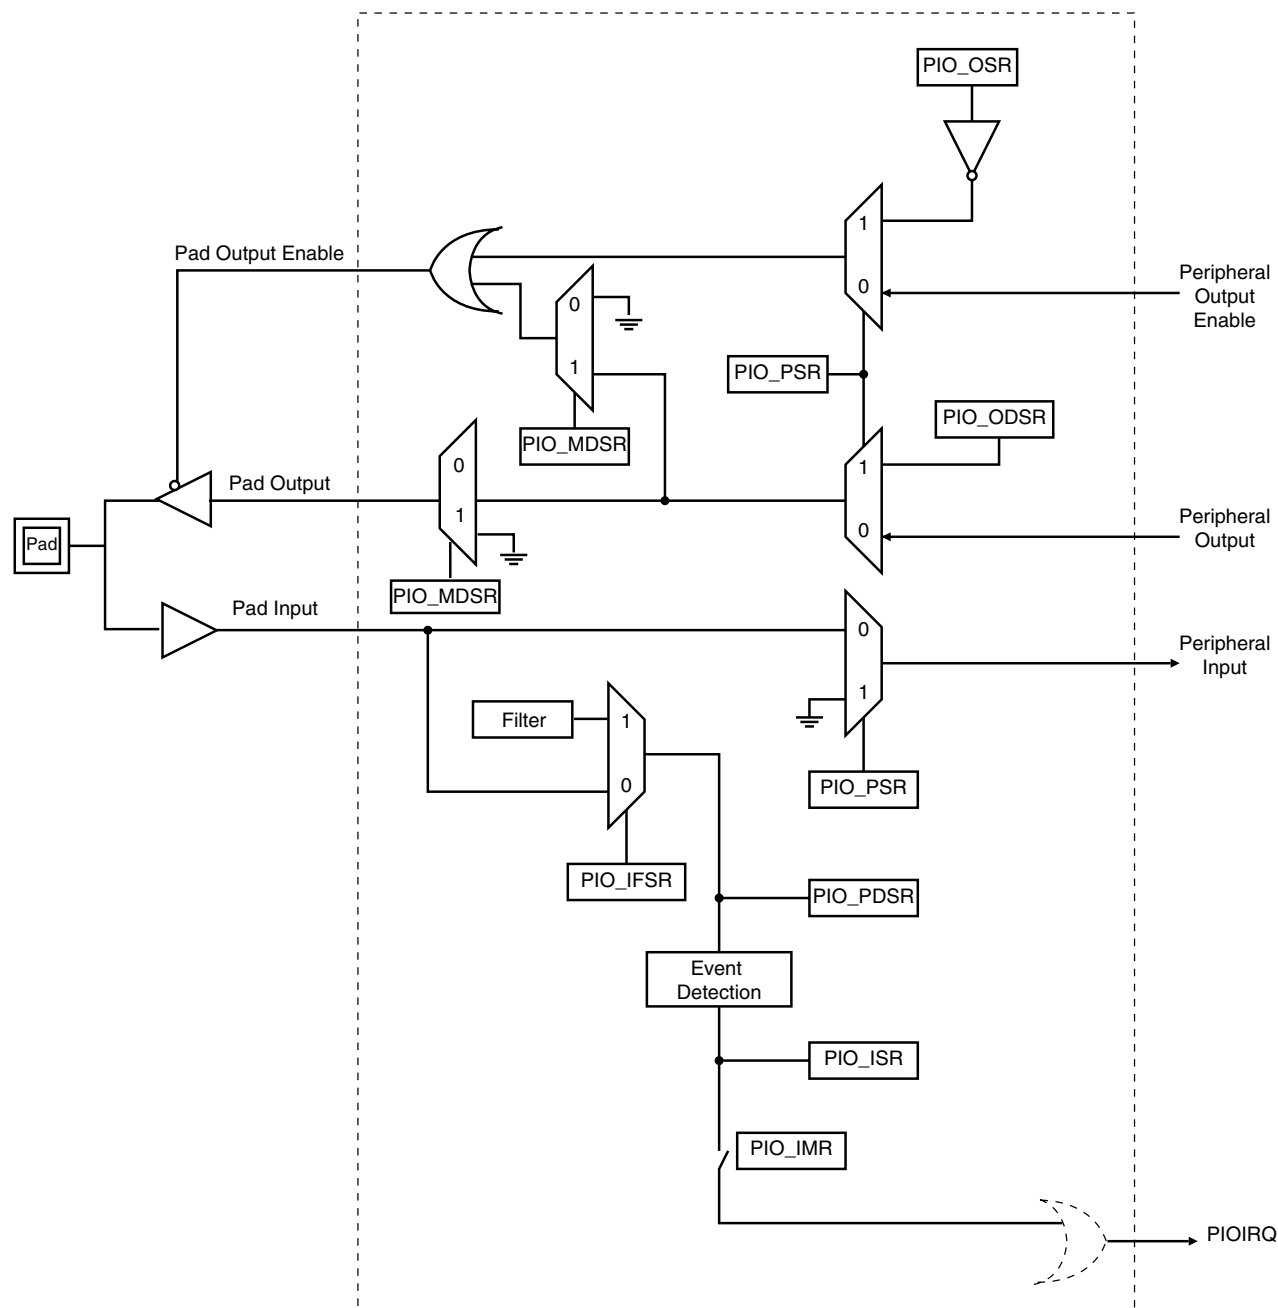 PIO_OSR
1
Pad Output Enable
0
Peripheral
Output
Enable
0
1
PIO_PSR
PIO_MDSR
PIO_ODSR
0
1
Pad Output
1
0
Peripheral
Output
Pad
PIO_MDSR
Pad Input
0
Peripheral
Input
1
Filter
1
0
PIO_PSR
PIO_IFSR
PIO_PDSR
Event
Detection
PIO_ISR
PIO_IMR
PIOIRQ